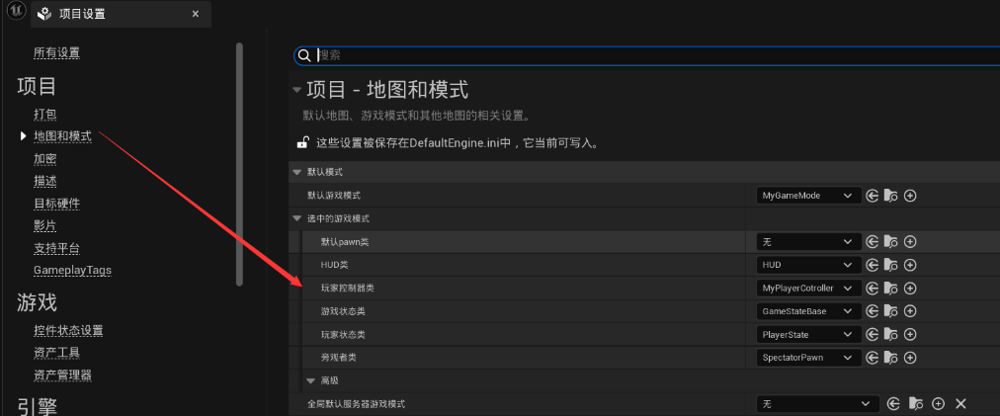 项目设置
所有设置
项目
打包
地图和模式
加密
描述
目标硬件
影片
支持平台
GameplayTags
游戏
控件状态设置
资产工具
资产管理器
引擎
搜索
项目 - 地图和模式
默认地图、游戏模式和其他地图的相关设置。
这些设置被保存在DefaultEngine.ini中，它当前可写入。
默认模式
默认游戏模式 MyGameMode
选中的游戏模式
默认pawn类 无
HUD类 HUD
玩家控制器类 MyPlayerCotroller
游戏状态类 GameStateBase
玩家状态类 PlayerState
旁观者类 SpectatorPawn
高级
全局默认服务器游戏模式 无